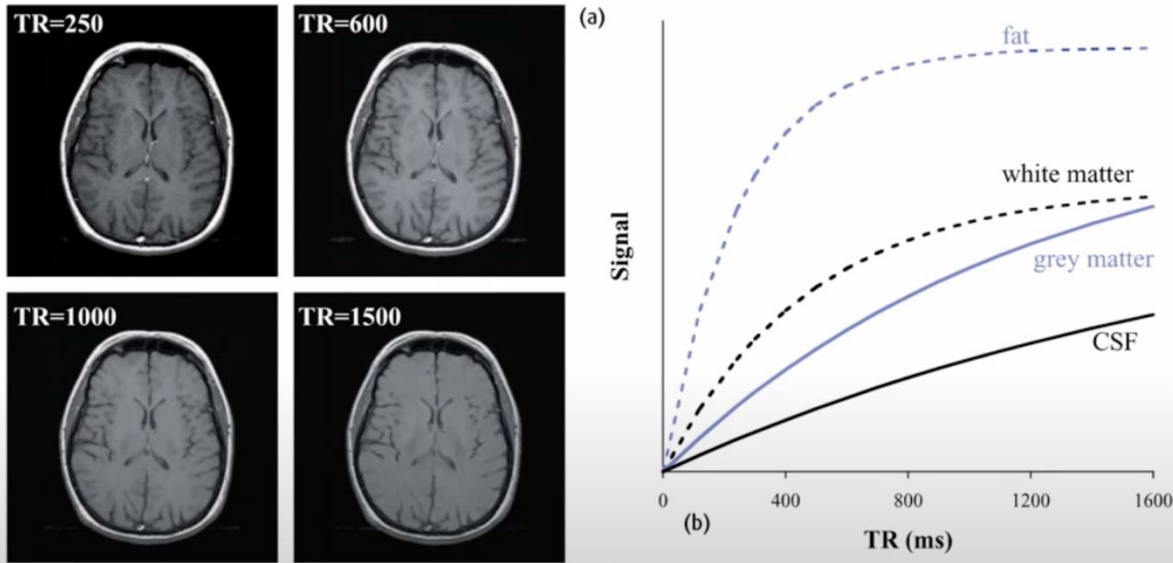 TR=250
TR=600
TR=1000
TR=1500
(a)
fat
white matter
grey matter
CSF
Signal
0
400
800
1200
1600
(b)
TR (ms)